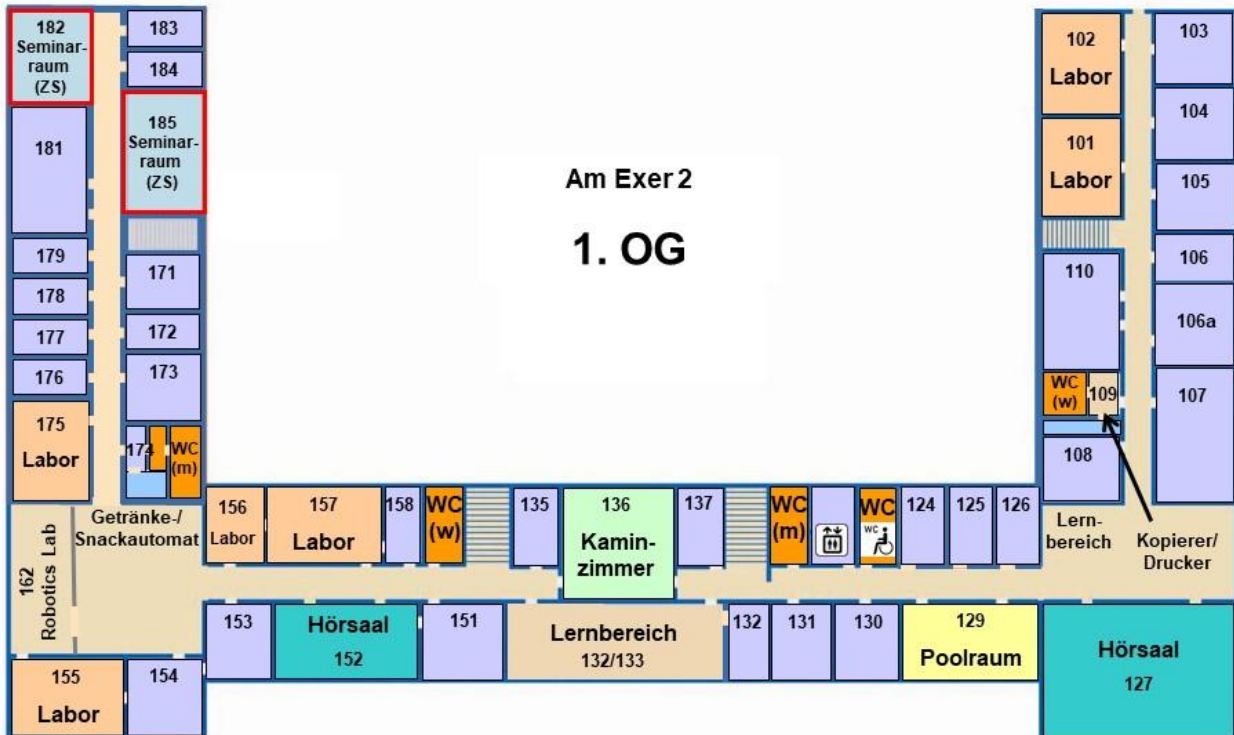 182
Seminar-
raum
(ZS)
183
184
185
Seminar-
raum
(ZS)
181
179
178
177
176
175
Labor
171
172
173
174
WC
(m)
Am Exer 2
1. OG
102
Labor
101
Labor
103
104
105
106
106a
107
110
WC
(w)
109
108
Getränke-/
Snackautomat
162
Robotics Lab
156
Labor
157
Labor
158
WC
(w)
135
136
Kamin-
zimmer
137
WC
(m)
WC
WC
124
125
126
Lern-
bereich
Kopierer/
Drucker
155
Labor
154
153
Hörsaal
152
151
Lernbereich
132/133
132
131
130
129
Poolraum
Hörsaal
127